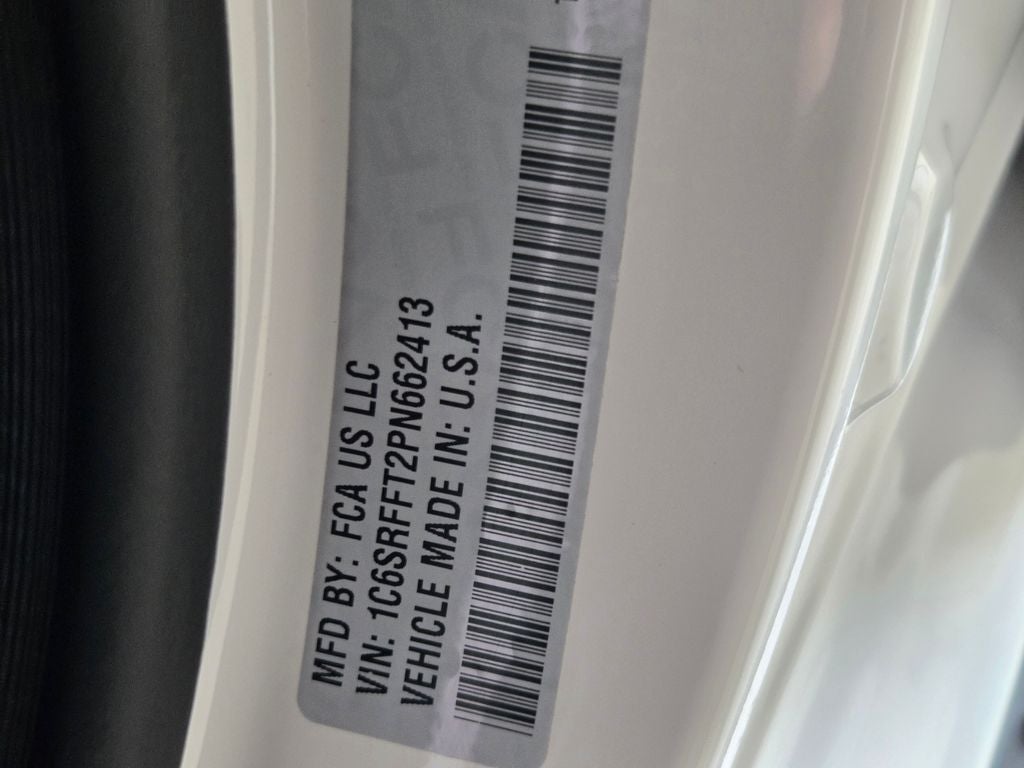 MFD BY: FCA US LLC
VIN: 1C6SRFFT2PN662413
VEHICLE MADE IN: U.S.A.